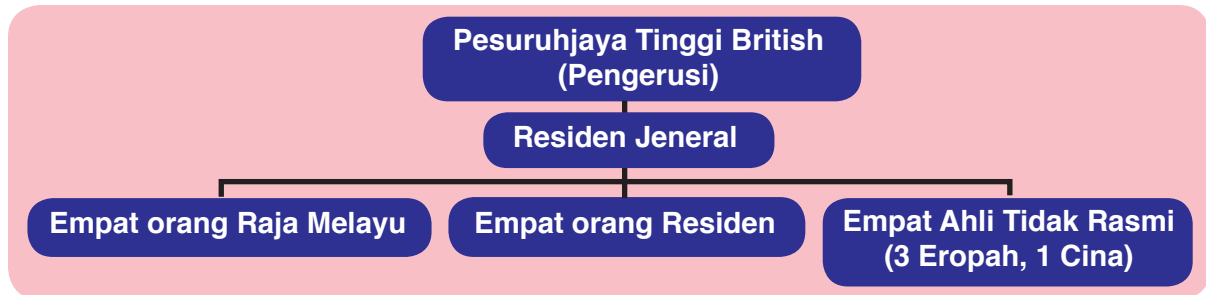 Pesuruhjaya Tinggi British
(Pengerusi)
Residen Jeneral
Empat orang Raja Melayu
Empat orang Residen
Empat Ahli Tidak Rasmi
(3 Eropah, 1 Cina)